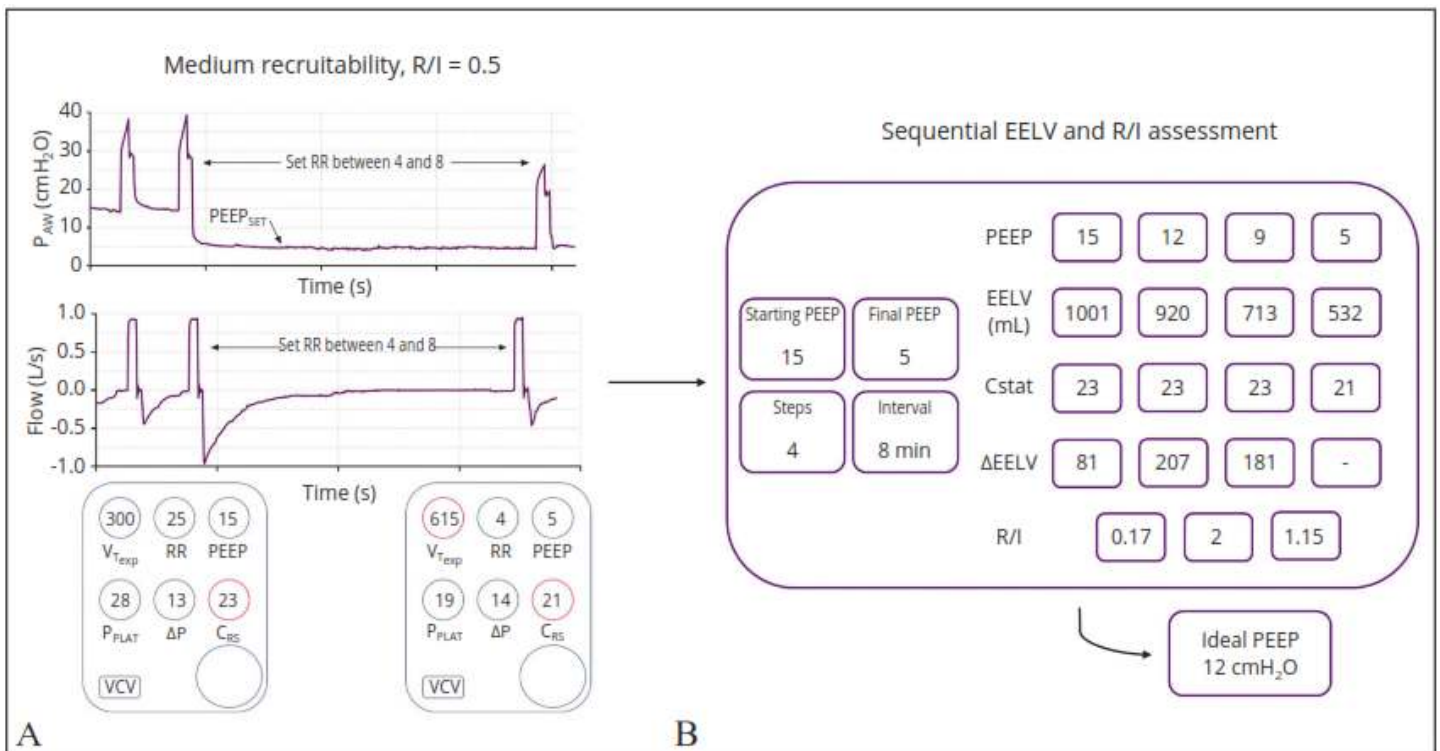 Medium recruitability, R/I = 0.5
40
30
20
10
0
P_AW (cmH₂O)
Set RR between 4 and 8
PEEP_SET
Time (s)
1.0
0.5
0.0
-0.5
-1.0
Flow (L/s)
Set RR between 4 and 8
Time (s)
300 25 15
V_Texp RR PEEP
28 13 23
P_PLAT ΔP C_RS
VCV
615 4 5
V_Texp RR PEEP
19 14 21
P_PLAT ΔP C_RS
VCV
A
Sequential EELV and R/I assessment
Starting PEEP
15
Final PEEP
5
Steps
4
Interval
8 min
PEEP 15 12 9 5
EELV
(mL) 1001 920 713 532
Cstat 23 23 23 21
ΔEELV 81 207 181 -
R/I 0.17 2 1.15
Ideal PEEP
12 cmH₂O
B